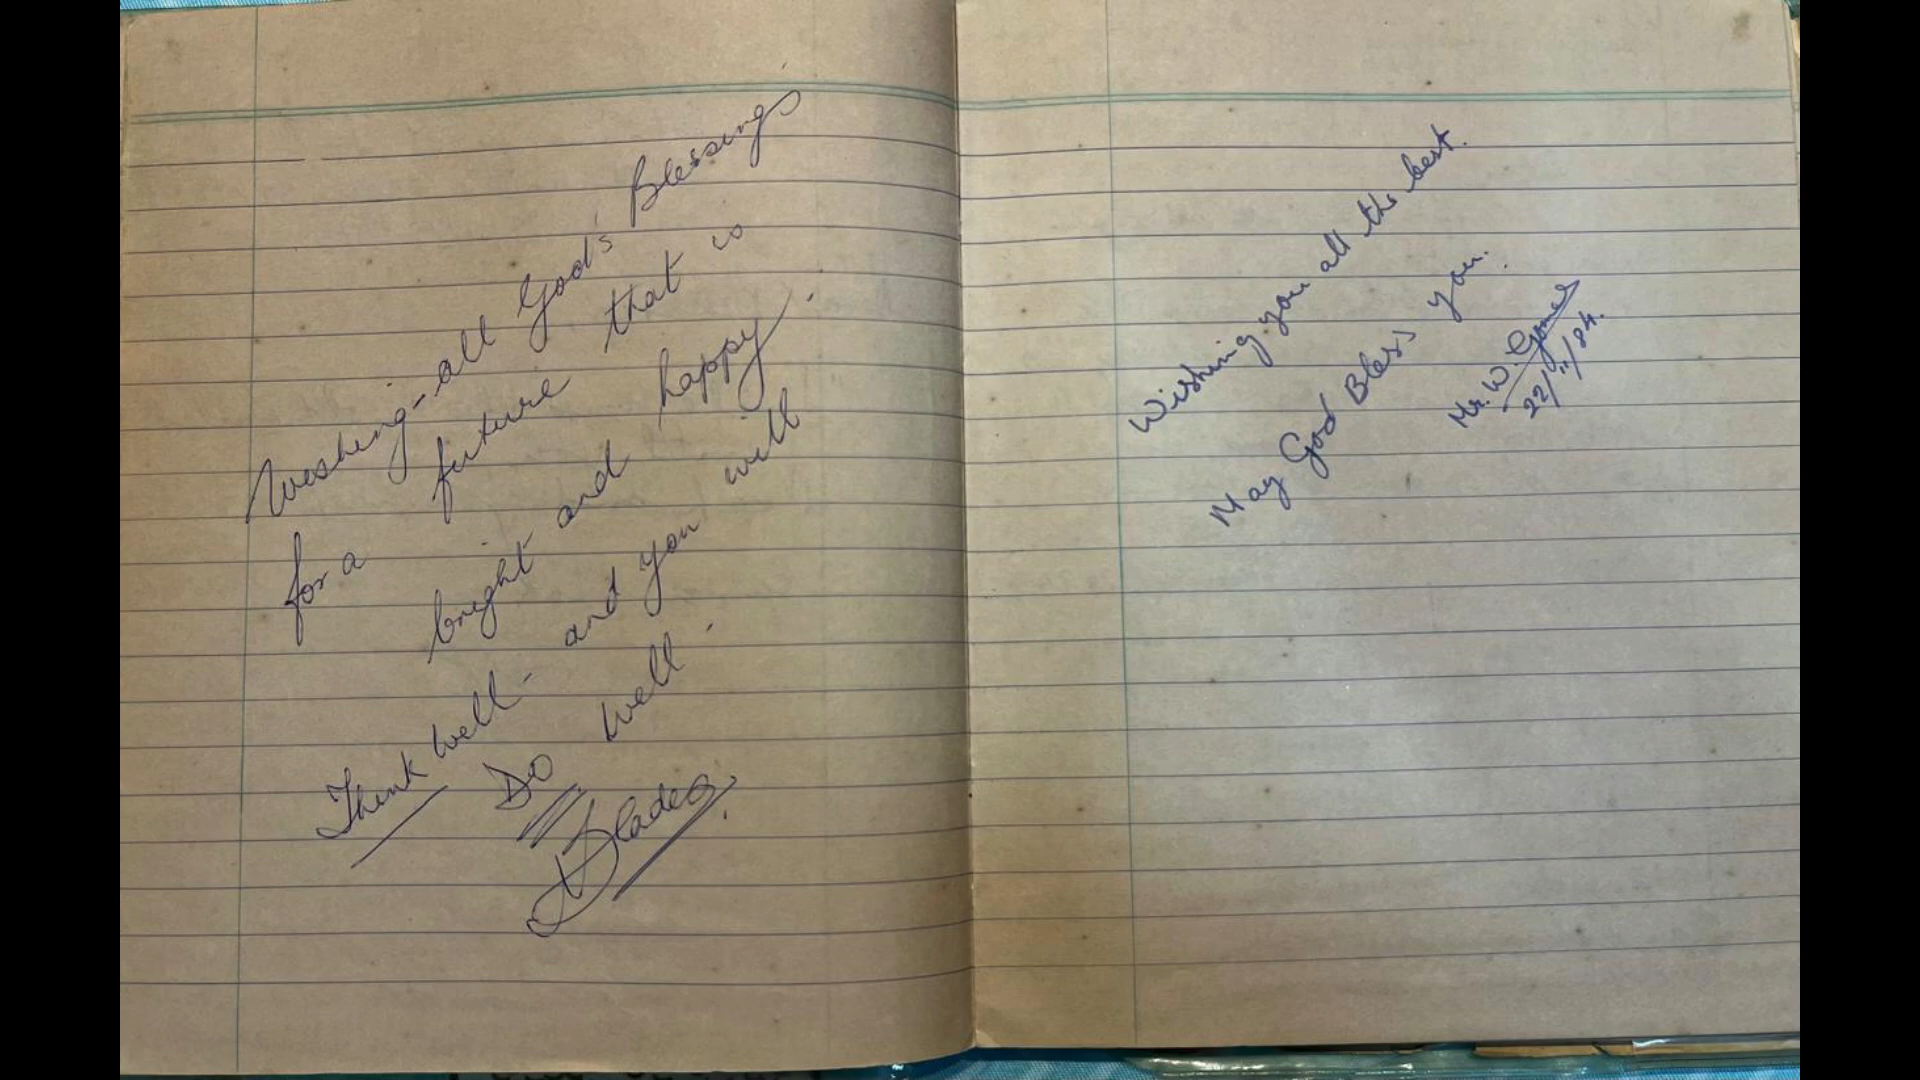 Wishing all God's Blessings
for a future that is
bright and happy.
Think well - and you will
Do well.
Wishing you all the best.
May God Bless you.
Mr. W. Gomes
22/11/84.